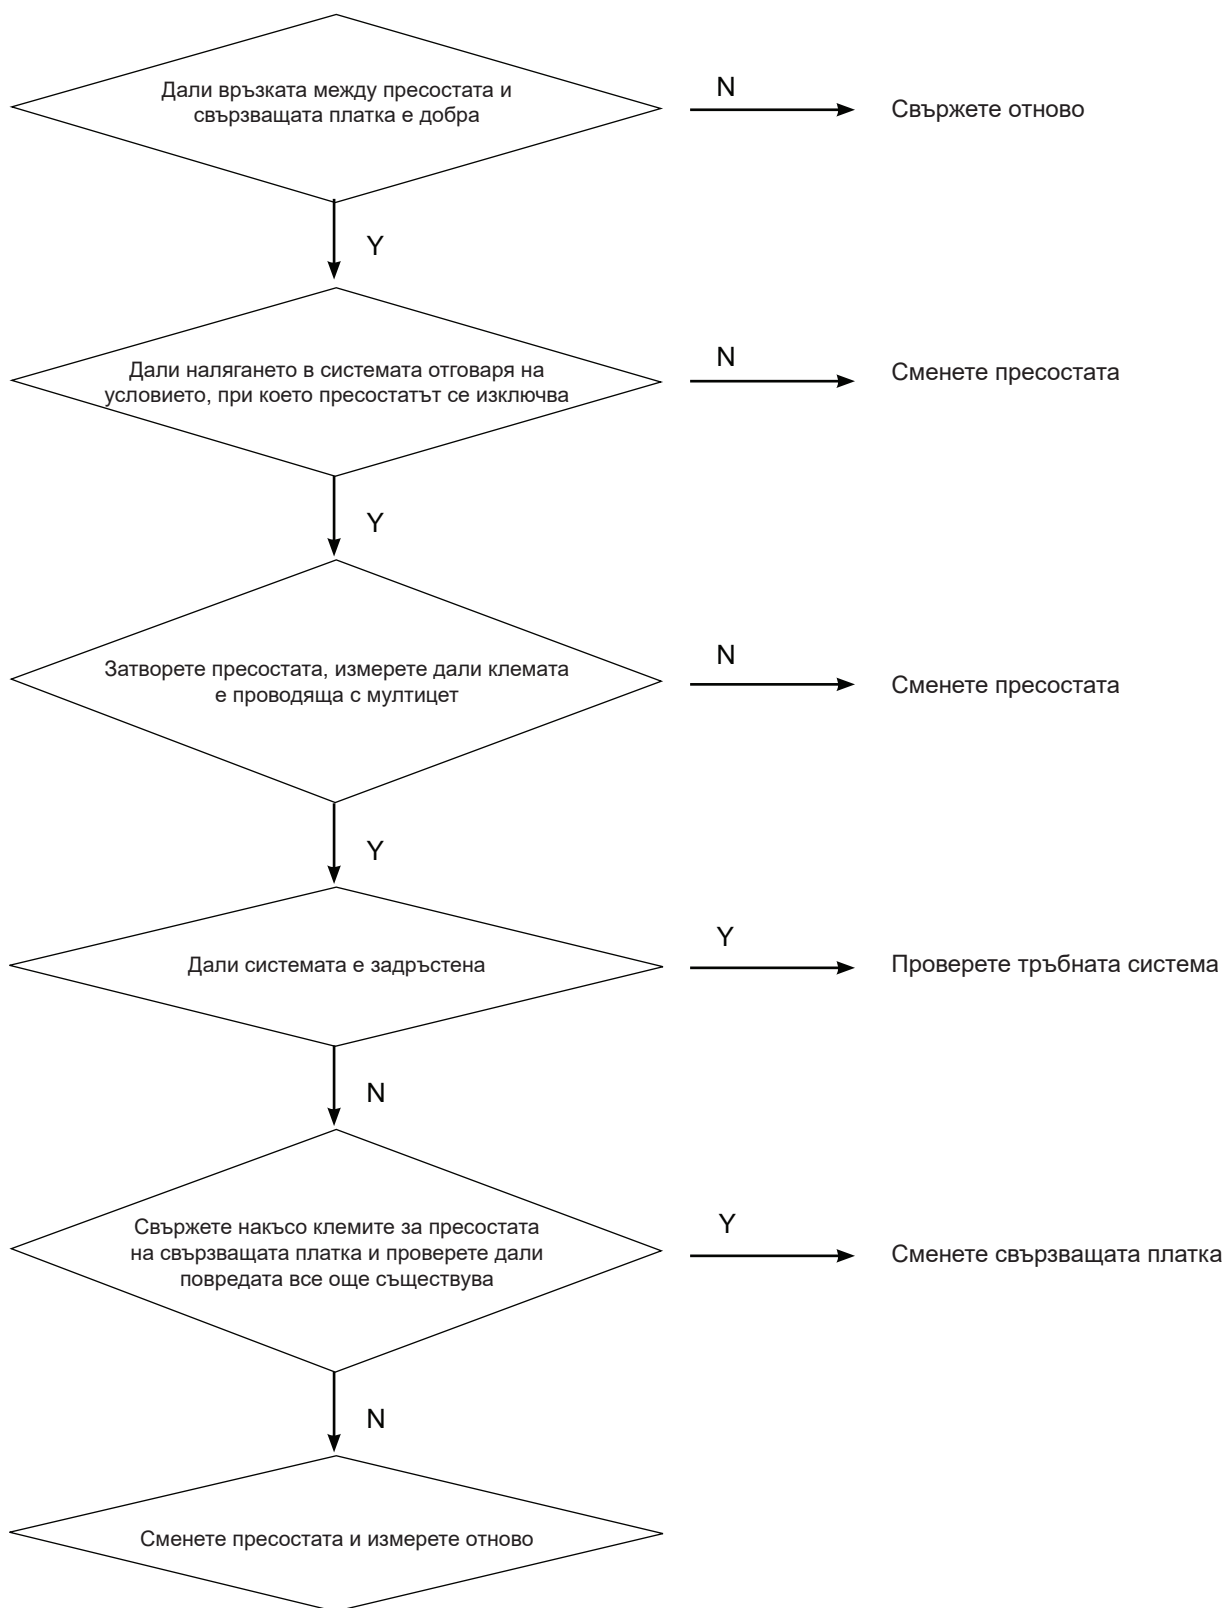 Дали връзката между пресостата и
свързващата платка е добра
N
Свържете отново
Y
Дали налягането в системата отговаря на
условието, при което пресостатът се изключва
N
Сменете пресостата
Y
Затворете пресостата, измерете дали клемата
е проводяща с мултицет
N
Сменете пресостата
Y
Дали системата е задръстена
Y
Проверете тръбната система
N
Свържете накъсо клемите за пресостата
на свързващата платка и проверете дали
повредата все още съществува
Y
Сменете свързващата платка
N
Сменете пресостата и измерете отново